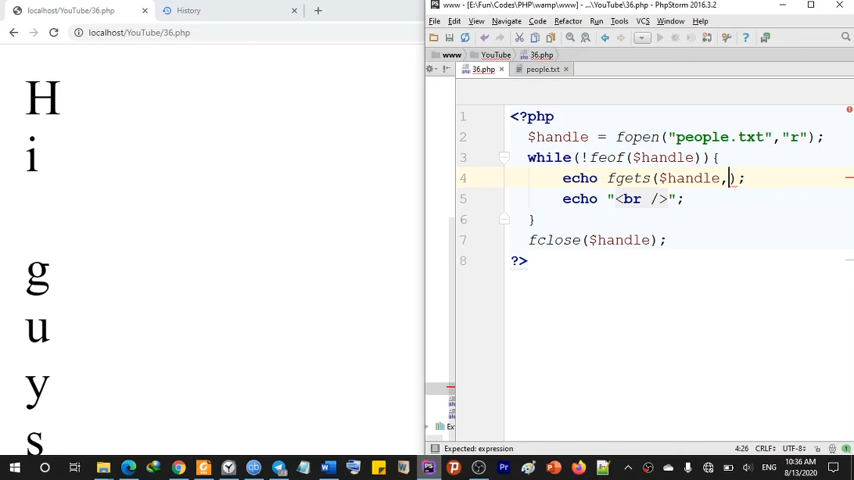 localhost/YouTube/36.php
History
www - [E:\Fun\Codes\PHP\wamp\www] - ...\YouTube\36.php - PhpStorm 2016.3.2
File Edit View Navigate Code Refactor Run Tools VCS Window Help
localhost/YouTube/36.php
www YouTube 36.php
36.php people.txt
H
i
g
u
y
s
1 <?php
2 $handle = fopen("people.txt","r");
3 while(!feof($handle)){
4 echo fgets($handle,);
5 echo "<br />";
6 }
7 fclose($handle);
8 ?>
Ex
Expected: expression 4:26 CRLF÷ UTF-8÷
ENG 10:36 AM
8/13/2020